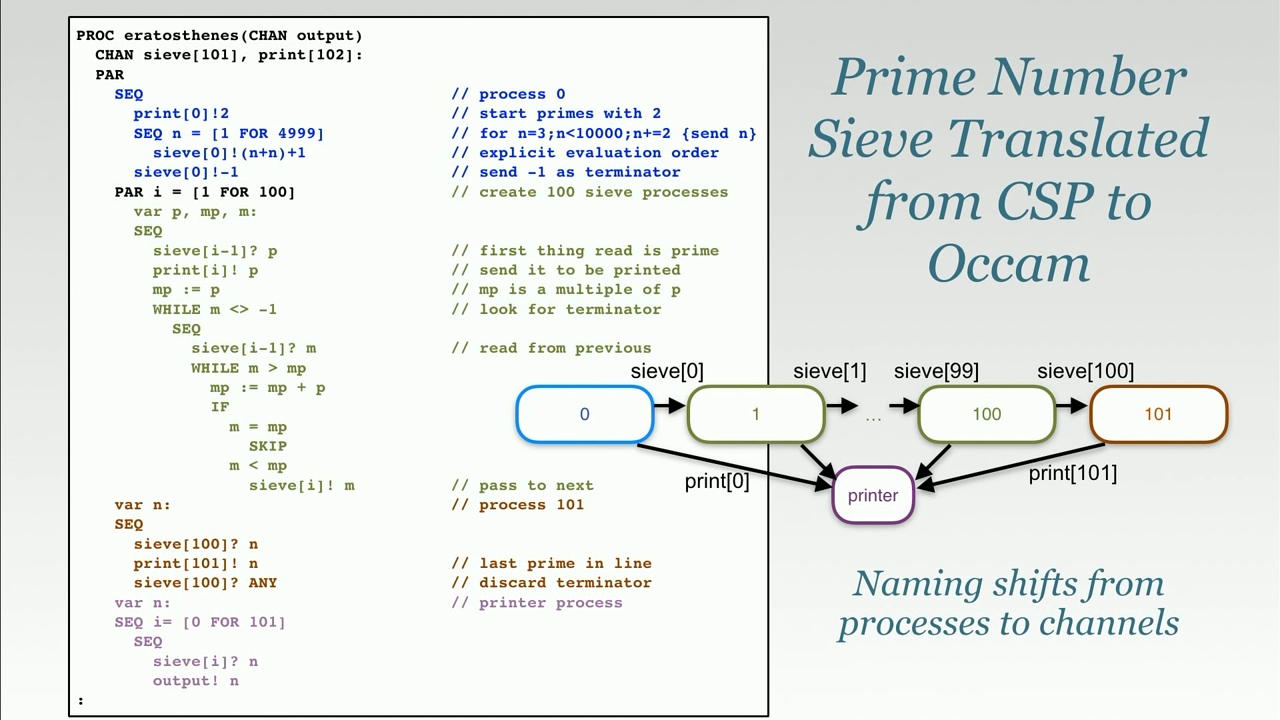 PROC eratosthenes(CHAN output)
  CHAN sieve[101], print[102]:
  PAR
    SEQ                                // process 0
      print[0]!2                       // start primes with 2
      SEQ n = [1 FOR 4999]             // for n=3;n<10000;n+=2 {send n}
        sieve[0]!(n+n)+1               // explicit evaluation order
      sieve[0]!-1                      // send -1 as terminator
    PAR i = [1 FOR 100]                // create 100 sieve processes
      var p, mp, m:
      SEQ
        sieve[i-1]? p                  // first thing read is prime
        print[i]! p                    // send it to be printed
        mp := p                        // mp is a multiple of p
        WHILE m <> -1                  // look for terminator
          SEQ
            sieve[i-1]? m              // read from previous
            WHILE m > mp
              mp := mp + p
              IF
                m = mp
                  SKIP
                m < mp
                  sieve[i]! m          // pass to next
    var n:                             // process 101
    SEQ
      sieve[100]? n
      print[101]! n                    // last prime in line
      sieve[100]? ANY                  // discard terminator
    var n:                             // printer process
    SEQ i= [0 FOR 101]
      SEQ
        sieve[i]? n
        output! n
:
Prime Number
Sieve Translated
from CSP to
Occam
sieve[0] sieve[1] sieve[99] sieve[100]
0 1 ... 100 101
print[0] printer print[101]
Naming shifts from
processes to channels